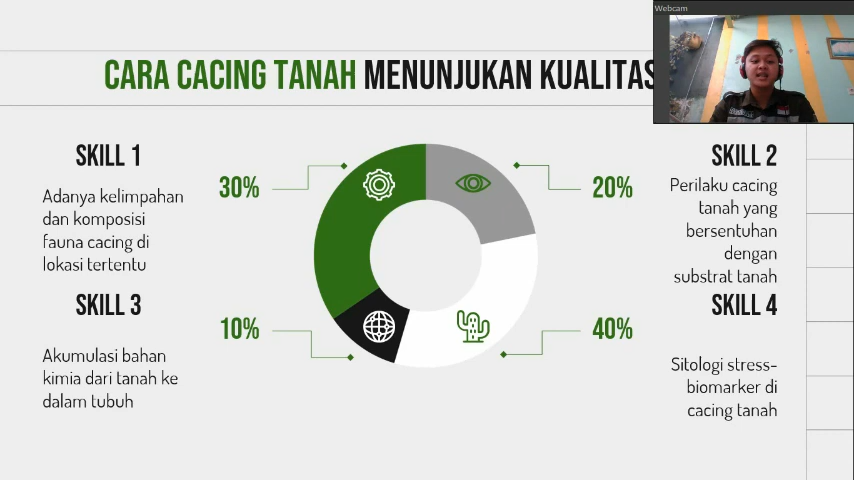 Webcam
CARA CACING TANAH MENUNJUKAN KUALITAS
SKILL 1
Adanya kelimpahan
dan komposisi
fauna cacing di
lokasi tertentu
30%
20%
SKILL 2
Perilaku cacing
tanah yang
bersentuhan
dengan
substrat tanah
SKILL 3
Akumulasi bahan
kimia dari tanah ke
dalam tubuh
10%
40%
SKILL 4
Sitologi stress-
biomarker di
cacing tanah